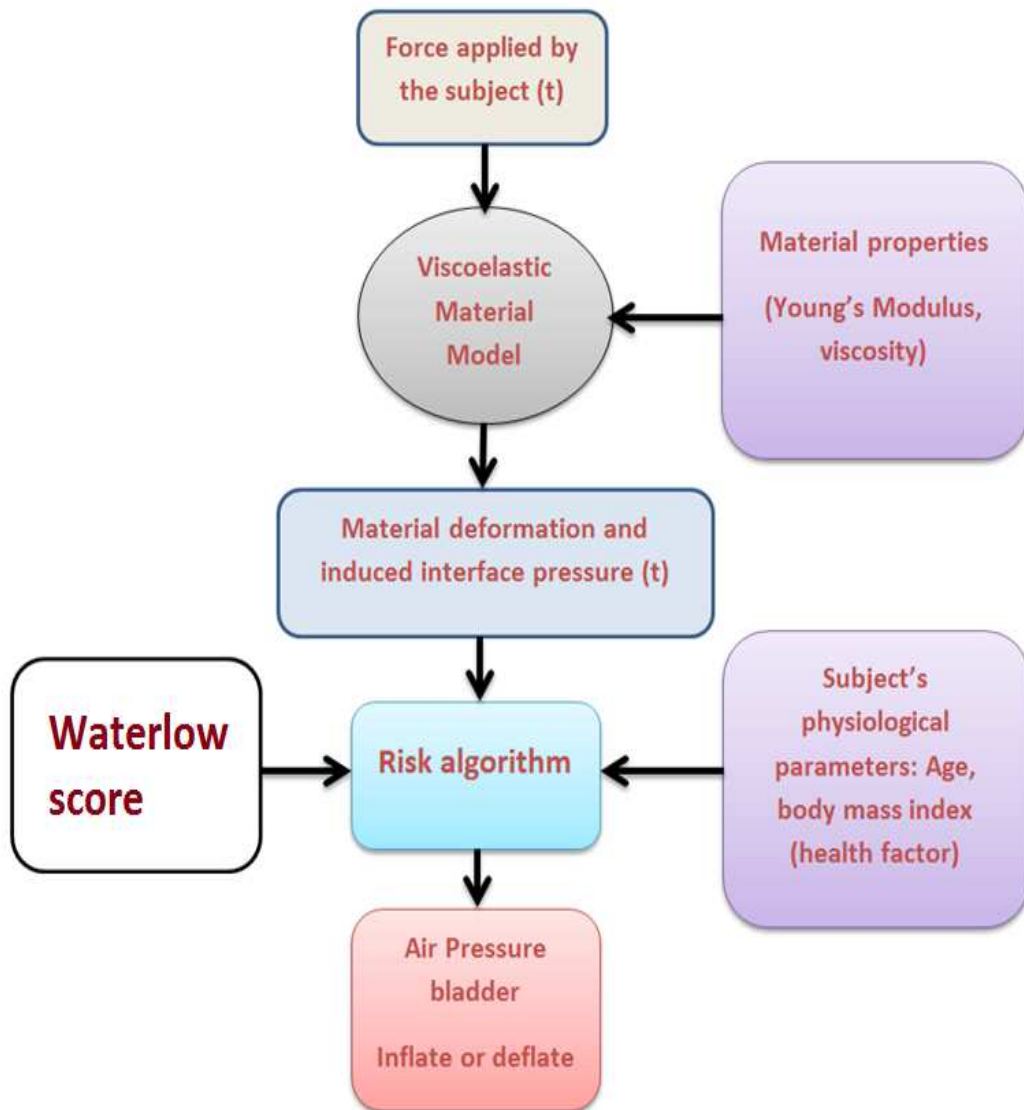 Force applied by
the subject (t)
Viscoelastic
Material
Model
Material properties
(Young’s Modulus,
viscosity)
Material deformation and
induced interface pressure (t)
Waterlow
score
Risk algorithm
Subject’s
physiological
parameters: Age,
body mass index
(health factor)
Air Pressure
bladder
Inflate or deflate